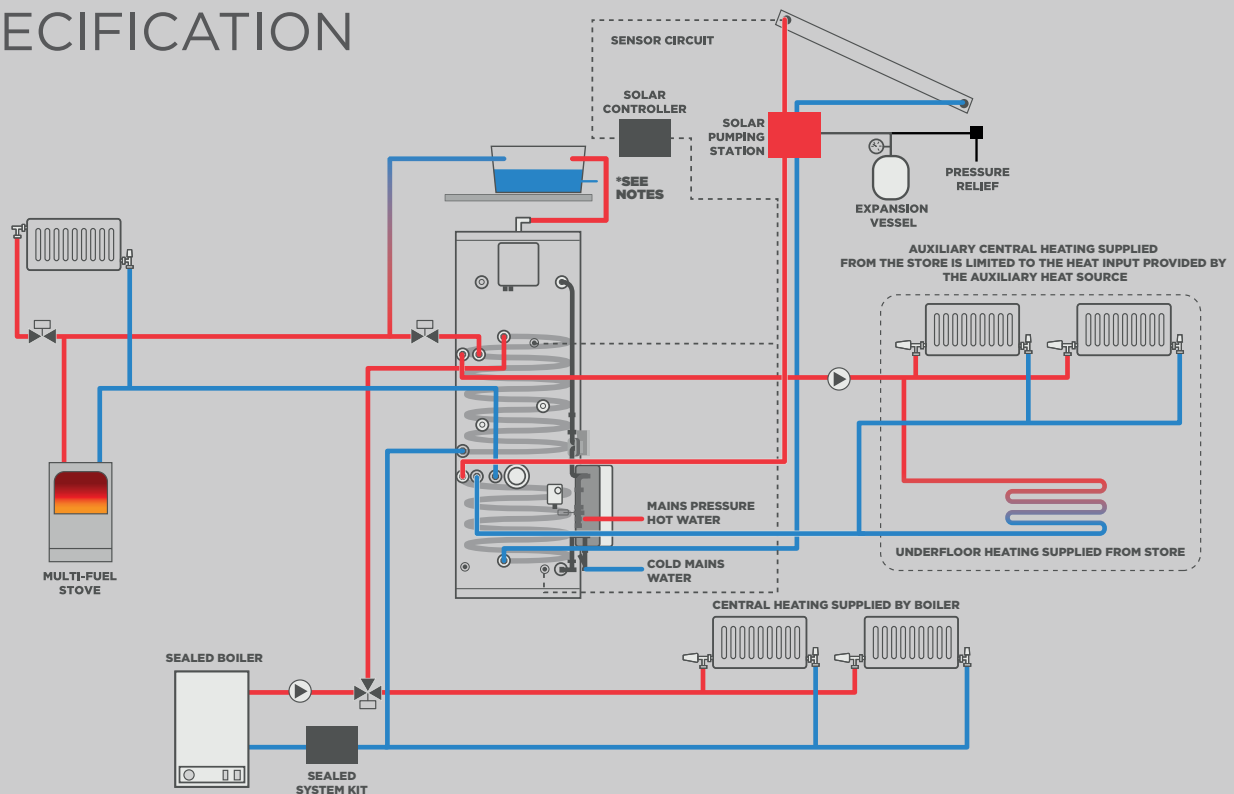 ECIFICATION
SENSOR CIRCUIT
SOLAR
CONTROLLER
SOLAR
PUMPING
STATION
*SEE
NOTES
PRESSURE
RELIEF
EXPANSION
VESSEL
AUXILIARY CENTRAL HEATING SUPPLIED
FROM THE STORE IS LIMITED TO THE HEAT INPUT PROVIDED BY
THE AUXILIARY HEAT SOURCE
MAINS PRESSURE
HOT WATER
UNDERFLOOR HEATING SUPPLIED FROM STORE
COLD MAINS
WATER
MULTI-FUEL
STOVE
CENTRAL HEATING SUPPLIED BY BOILER
SEALED BOILER
SEALED
SYSTEM KIT